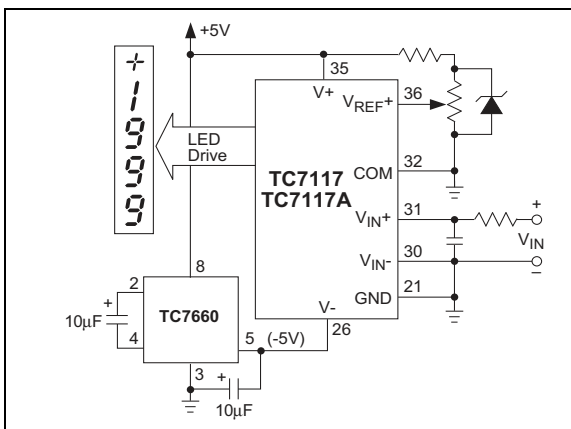 +5V
35
V+
36
VREF+
+1999
LED
Drive
TC7117
TC7117A
COM
32
VIN+
31
+
VIN
–
VIN-
30
GND
21
V-
26
8
2
+
10µF
4
TC7660
5
(-5V)
3
+
10µF